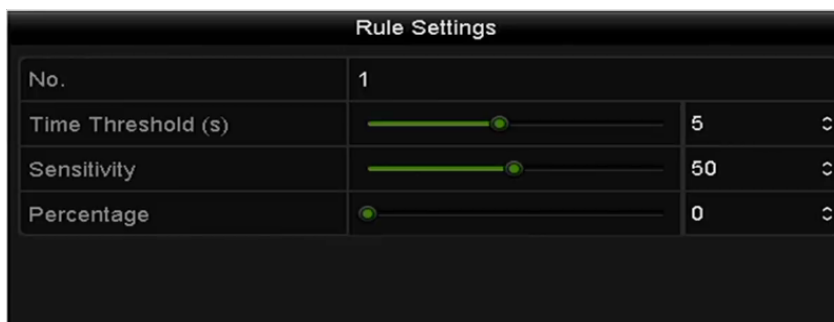 Rule Settings
No. 1
Time Threshold (s) 5
Sensitivity 50
Percentage 0